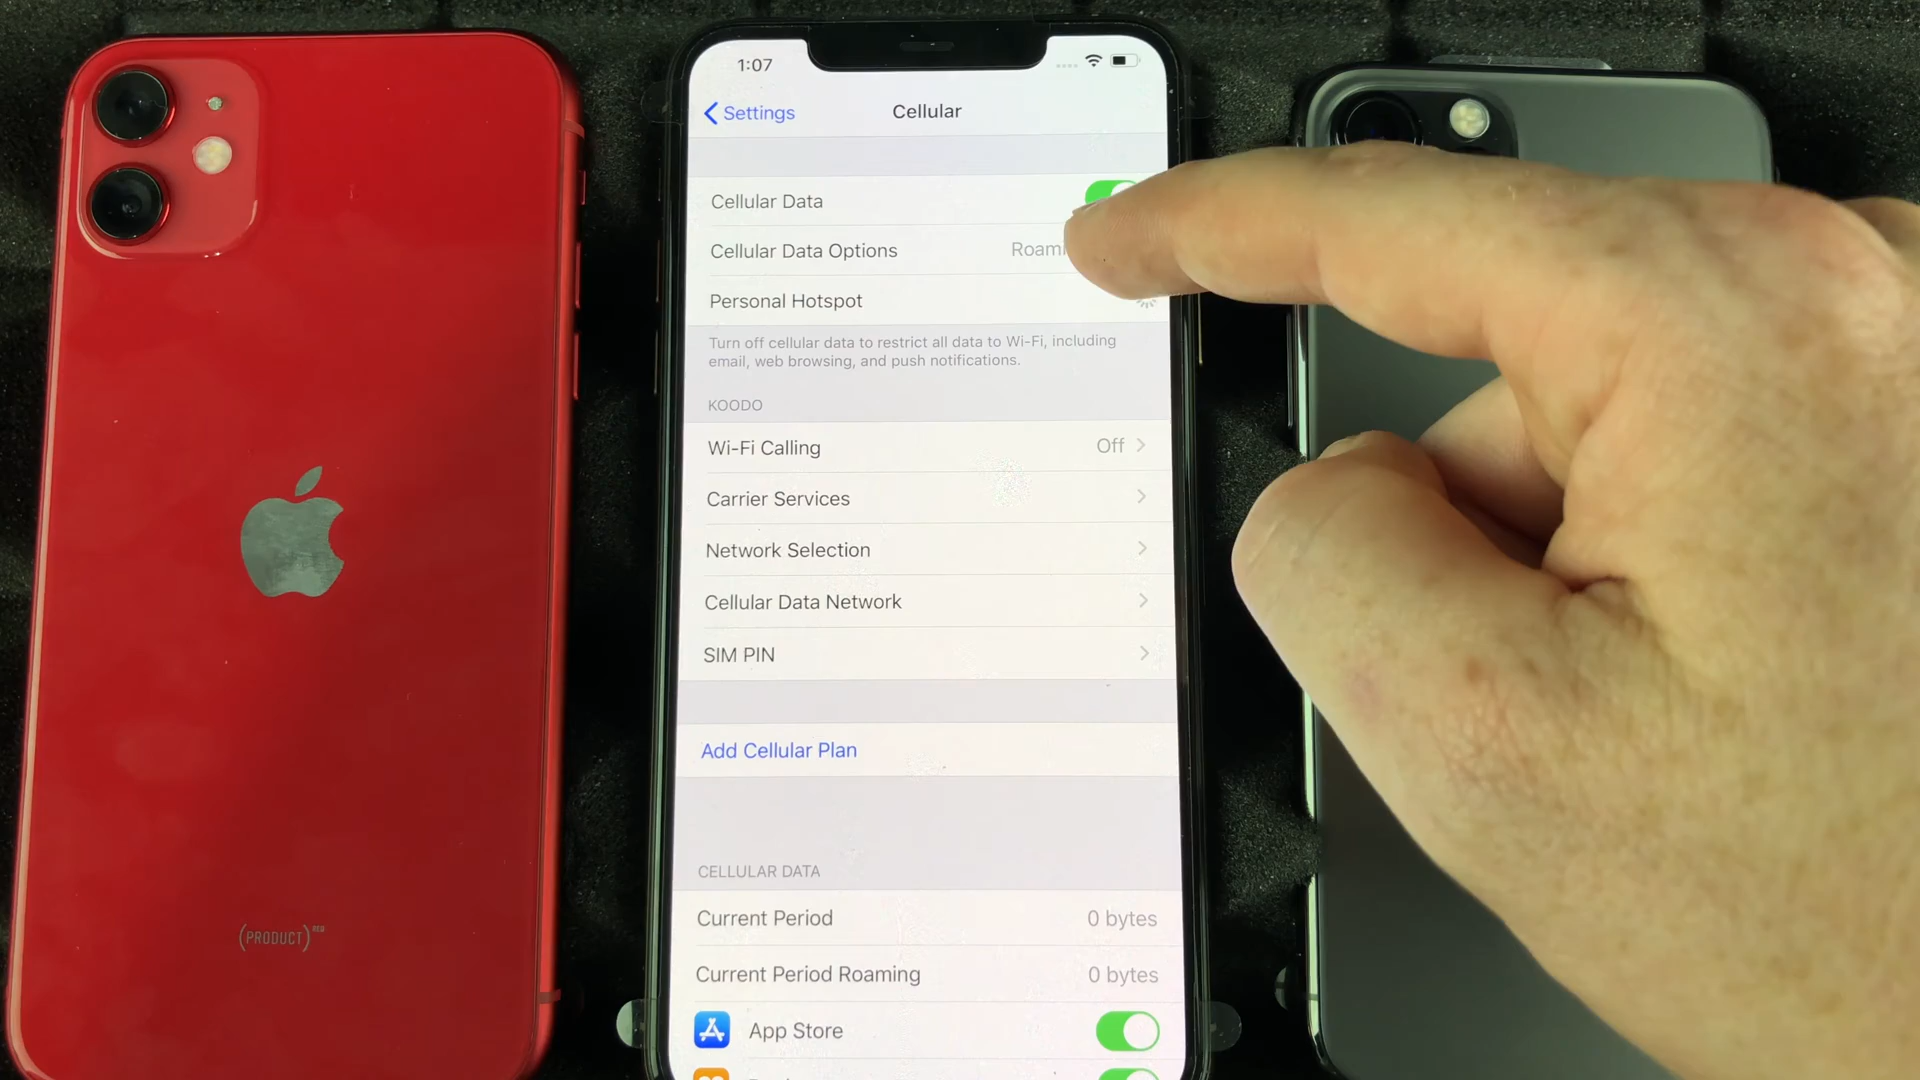 1:07
Settings
Cellular
Cellular Data
Cellular Data Options
Personal Hotspot
Turn off cellular data to restrict all data to Wi-Fi, including
email, web browsing, and push notifications.
KOODO
Wi-Fi Calling Off
Carrier Services
Network Selection
Cellular Data Network
SIM PIN
Add Cellular Plan
CELLULAR DATA
Current Period 0 bytes
Current Period Roaming 0 bytes
App Store
(PRODUCT)RED